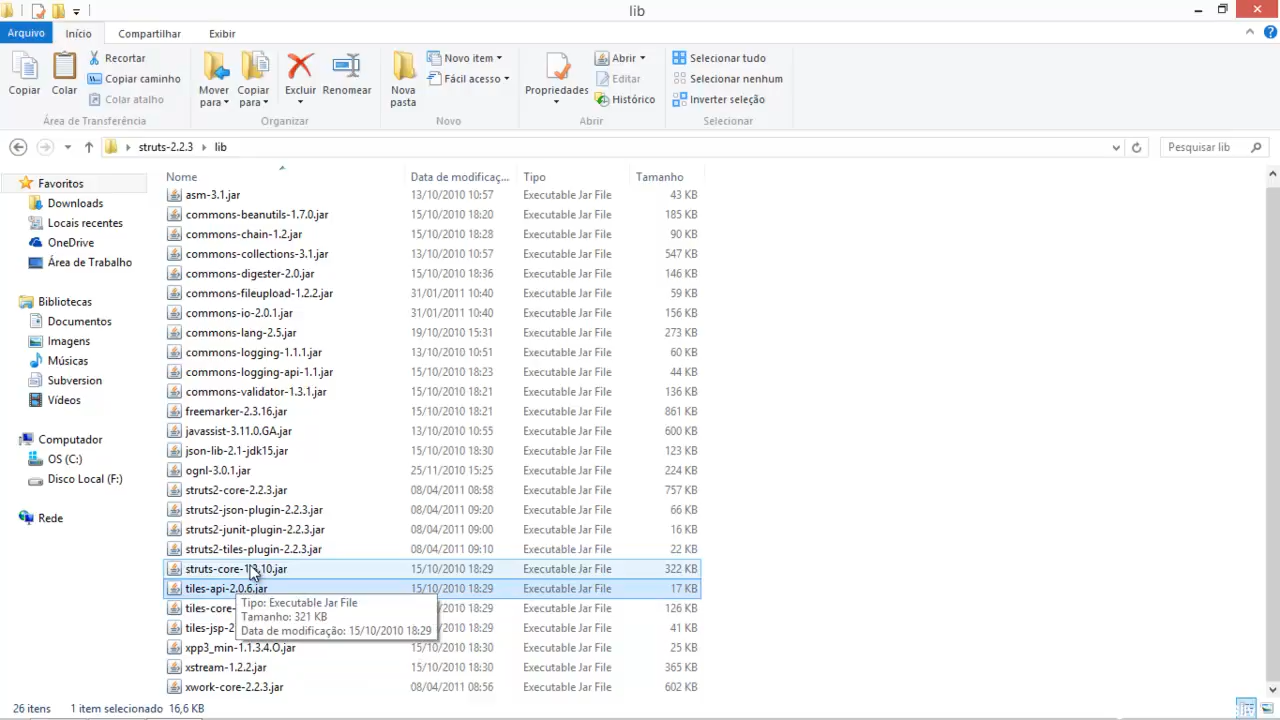 lib
Arquivo Início Compartilhar Exibir
Copiar
Colar
Recortar
Copiar caminho
Colar atalho
Área de Transferência
Mover para
Copiar para
Excluir
Renomear
Organizar
Nova pasta
Novo item
Fácil acesso
Novo
Propriedades
Abrir
Editar
Histórico
Abrir
Selecionar tudo
Selecionar nenhum
Inverter seleção
Selecionar
struts-2.2.3 lib
Pesquisar lib
Favoritos
Downloads
Locais recentes
OneDrive
Área de Trabalho
Bibliotecas
Documentos
Imagens
Músicas
Subversion
Vídeos
Computador
OS (C:)
Disco Local (F:)
Rede
Nome Data de modificaç... Tipo Tamanho
asm-3.1.jar 13/10/2010 10:57 Executable Jar File 43 KB
commons-beanutils-1.7.0.jar 15/10/2010 18:20 Executable Jar File 185 KB
commons-chain-1.2.jar 15/10/2010 18:28 Executable Jar File 90 KB
commons-collections-3.1.jar 13/10/2010 10:57 Executable Jar File 547 KB
commons-digester-2.0.jar 15/10/2010 18:36 Executable Jar File 146 KB
commons-fileupload-1.2.2.jar 31/01/2011 10:40 Executable Jar File 59 KB
commons-io-2.0.1.jar 31/01/2011 10:40 Executable Jar File 156 KB
commons-lang-2.5.jar 19/10/2010 15:31 Executable Jar File 273 KB
commons-logging-1.1.1.jar 13/10/2010 10:51 Executable Jar File 60 KB
commons-logging-api-1.1.jar 15/10/2010 18:23 Executable Jar File 44 KB
commons-validator-1.3.1.jar 15/10/2010 18:21 Executable Jar File 136 KB
freemarker-2.3.16.jar 15/10/2010 18:21 Executable Jar File 861 KB
javassist-3.11.0.GA.jar 13/10/2010 10:55 Executable Jar File 600 KB
json-lib-2.1-jdk15.jar 15/10/2010 18:30 Executable Jar File 123 KB
ognl-3.0.1.jar 25/11/2010 15:25 Executable Jar File 224 KB
struts2-core-2.2.3.jar 08/04/2011 08:58 Executable Jar File 757 KB
struts2-json-plugin-2.2.3.jar 08/04/2011 09:20 Executable Jar File 66 KB
struts2-junit-plugin-2.2.3.jar 08/04/2011 09:00 Executable Jar File 16 KB
struts2-tiles-plugin-2.2.3.jar 08/04/2011 09:10 Executable Jar File 22 KB
struts-core-1.3.10.jar 15/10/2010 18:29 Executable Jar File 322 KB
tiles-api-2.0.6.jar 15/10/2010 18:29 Executable Jar File 17 KB
tiles-core- 15/10/2010 18:29 Executable Jar File 126 KB
tiles-jsp-2 15/10/2010 18:29 Executable Jar File 41 KB
xpp3_min-1.1.3.4.O.jar 15/10/2010 18:30 Executable Jar File 25 KB
xstream-1.2.2.jar 15/10/2010 18:30 Executable Jar File 365 KB
xwork-core-2.2.3.jar 08/04/2011 08:56 Executable Jar File 602 KB
Tipo: Executable Jar File
Tamanho: 321 KB
Data de modificação: 15/10/2010 18:29
26 itens 1 item selecionado 16,6 KB